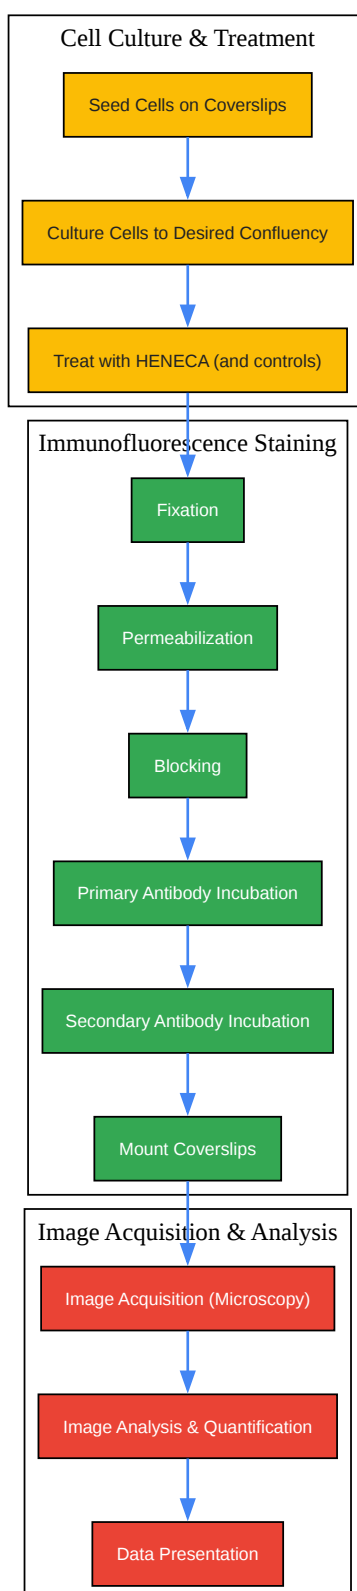 Cell Culture & Treatment
Seed Cells on Coverslips
Culture Cells to Desired Confluency
Treat with HENECA (and controls)
Immunofluorescence Staining
Fixation
Permeabilization
Blocking
Primary Antibody Incubation
Secondary Antibody Incubation
Mount Coverslips
Image Acquisition & Analysis
Image Acquisition (Microscopy)
Image Analysis & Quantification
Data Presentation